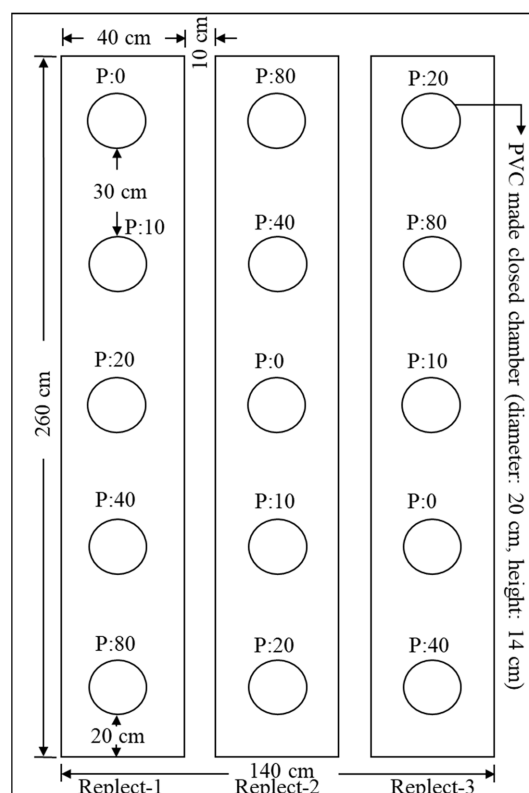 40 cm
10 cm
P:0
P:80
P:20
30 cm
P:10
P:40
P:80
P:20
P:0
P:10
260 cm
P:40
P:10
P:0
P:80
P:20
P:40
20 cm
140 cm
Replect-1
Replect-2
Replect-3
PVC made closed chamber (diameter: 20 cm, height: 14 cm)